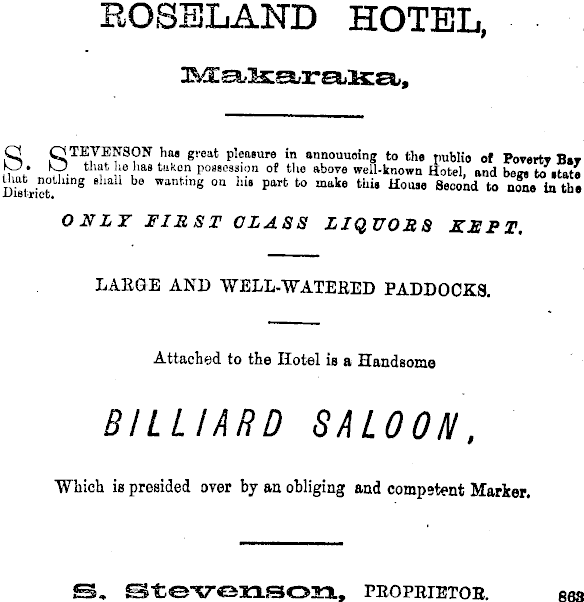 ROSELAND HOTEL,
Makaraka,
S. STEVENSON has great pleasure in annouucing to the public of Poverty Bay
that he has taken possession of the above well-known Hotel, and begs to state
that nothing shall be wanting on his part to make this House Second to none in the
District.
ONLY FIRST CLASS LIQUORS KEPT.
LARGE AND WELL-WATERED PADDOCKS.
Attached to the Hotel is a Handsome
BILLIARD SALOON,
Which is presided over by an obliging and competent Marker.
S. Stevenson, PROPRIETOR. 863